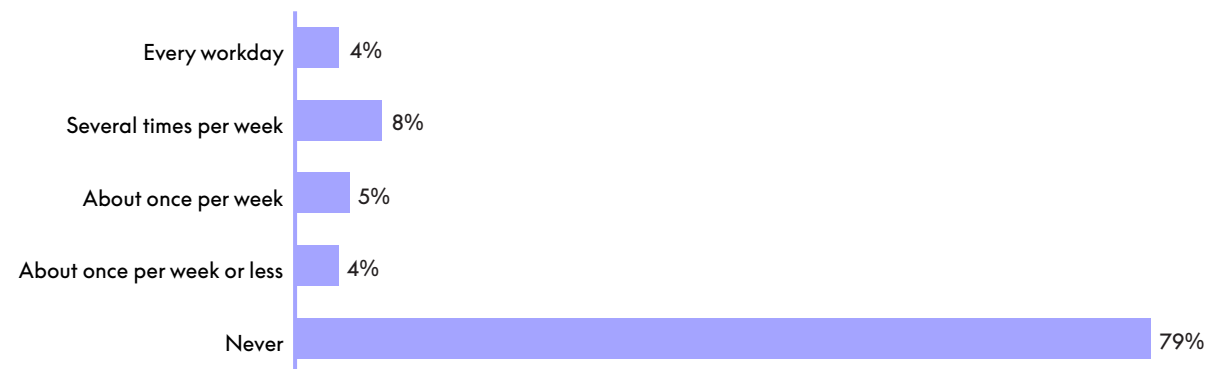 Every workday 4%
Several times per week 8%
About once per week 5%
About once per week or less 4%
Never 79%